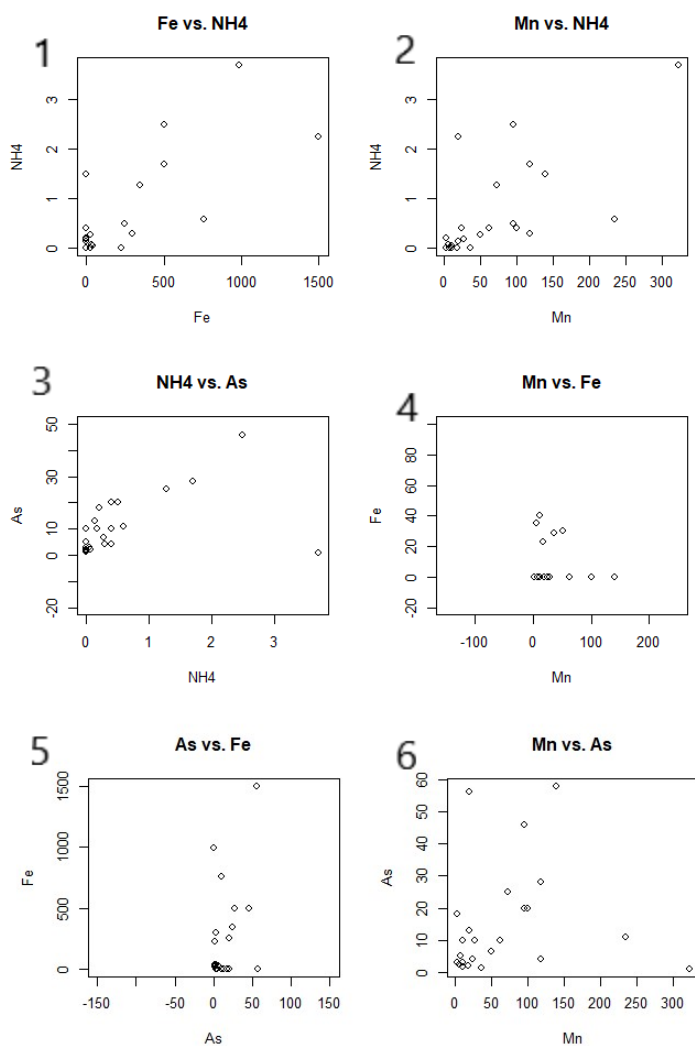 1
Fe vs. NH4
NH4
0 1 2 3
0 500 1000 1500
Fe
2
Mn vs. NH4
NH4
0 1 2 3
0 50 100 150 200 250 300
Mn
3
NH4 vs. As
As
-20 0 10 30 50
0 1 2 3
NH4
4
Mn vs. Fe
Fe
-20 0 20 40 60 80
-100 0 100 200
Mn
5
As vs. Fe
Fe
0 500 1000 1500
-150 -50 0 50 100 150
As
6
Mn vs. As
As
0 10 20 30 40 50 60
0 50 100 150 200 250 300
Mn